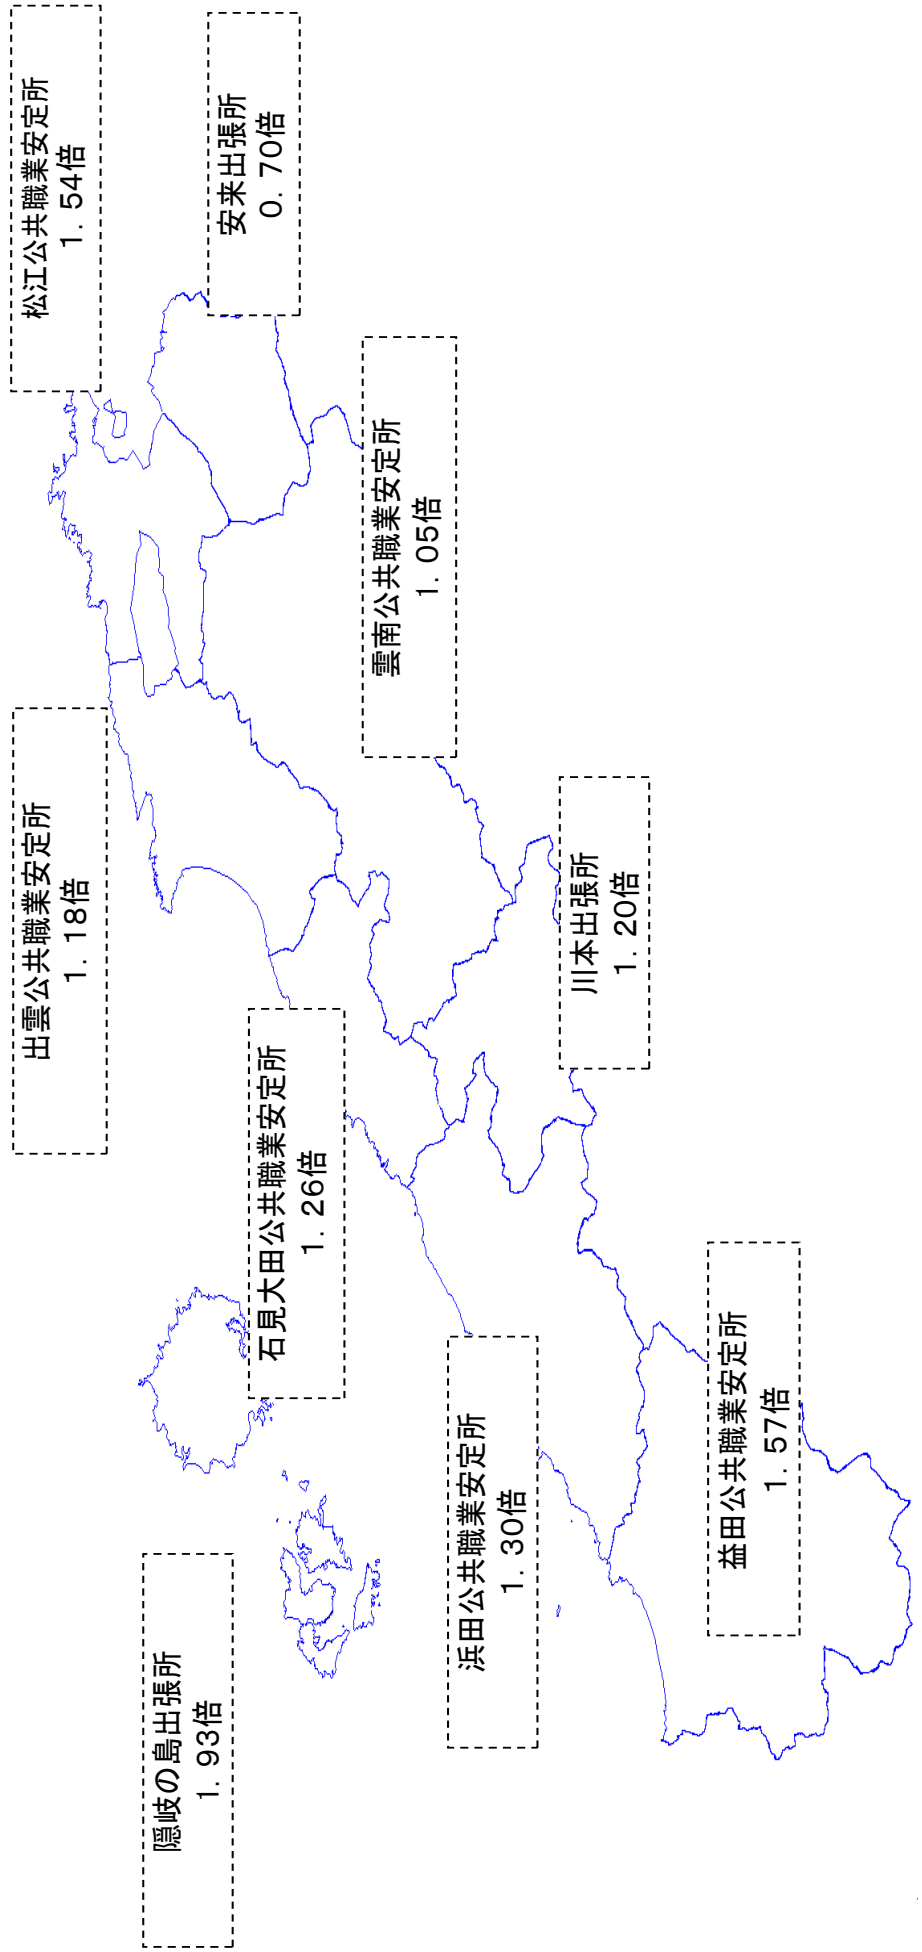 隠岐の島出張所
1. 93倍
出雲公共職業安定所
1. 18倍
松江公共職業安定所
1. 54倍
安来出張所
0. 70倍
石見大田公共職業安定所
1. 26倍
雲南公共職業安定所
1. 05倍
浜田公共職業安定所
1. 30倍
川本出張所
1. 20倍
益田公共職業安定所
1. 57倍